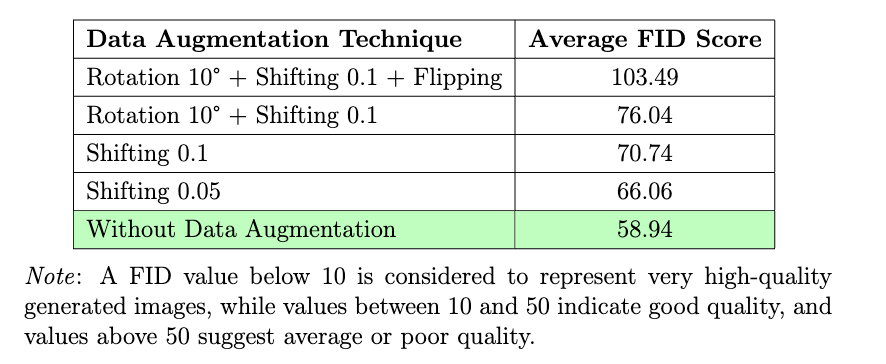 Data Augmentation Technique Average FID Score
Rotation 10° + Shifting 0.1 + Flipping 103.49
Rotation 10° + Shifting 0.1 76.04
Shifting 0.1 70.74
Shifting 0.05 66.06
Without Data Augmentation 58.94
Note: A FID value below 10 is considered to represent very high-quality
generated images, while values between 10 and 50 indicate good quality, and
values above 50 suggest average or poor quality.